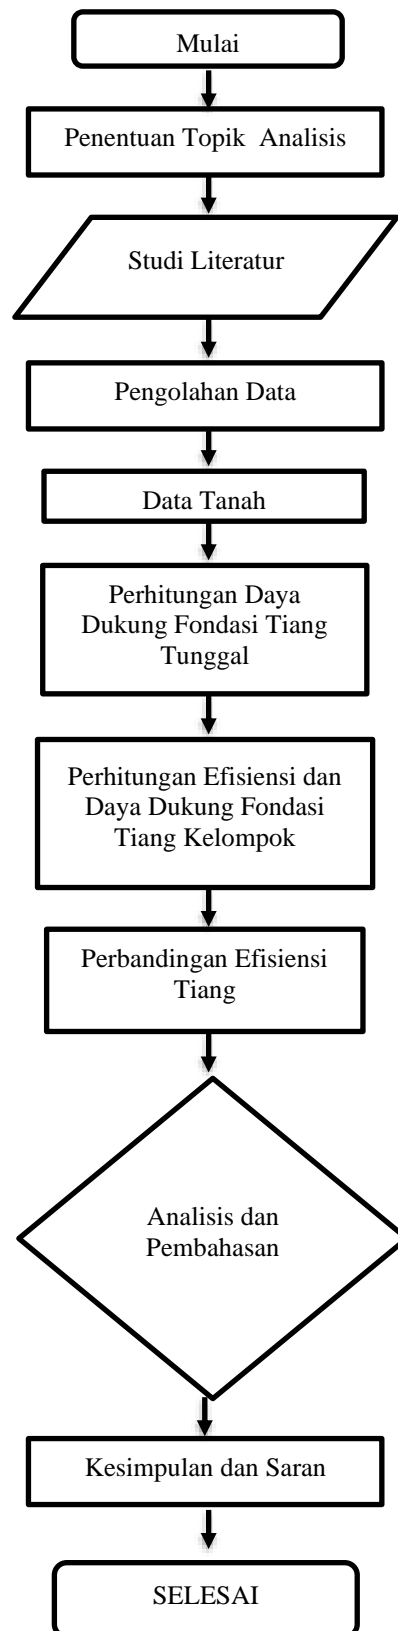 Mulai
Penentuan Topik Analisis
Studi Literatur
Pengolahan Data
Data Tanah
Perhitungan Daya
Dukung Fondasi Tiang
Tunggal
Perhitungan Efisiensi dan
Daya Dukung Fondasi
Tiang Kelompok
Perbandingan Efisiensi
Tiang
Analisis dan
Pembahasan
Kesimpulan dan Saran
SELESAI